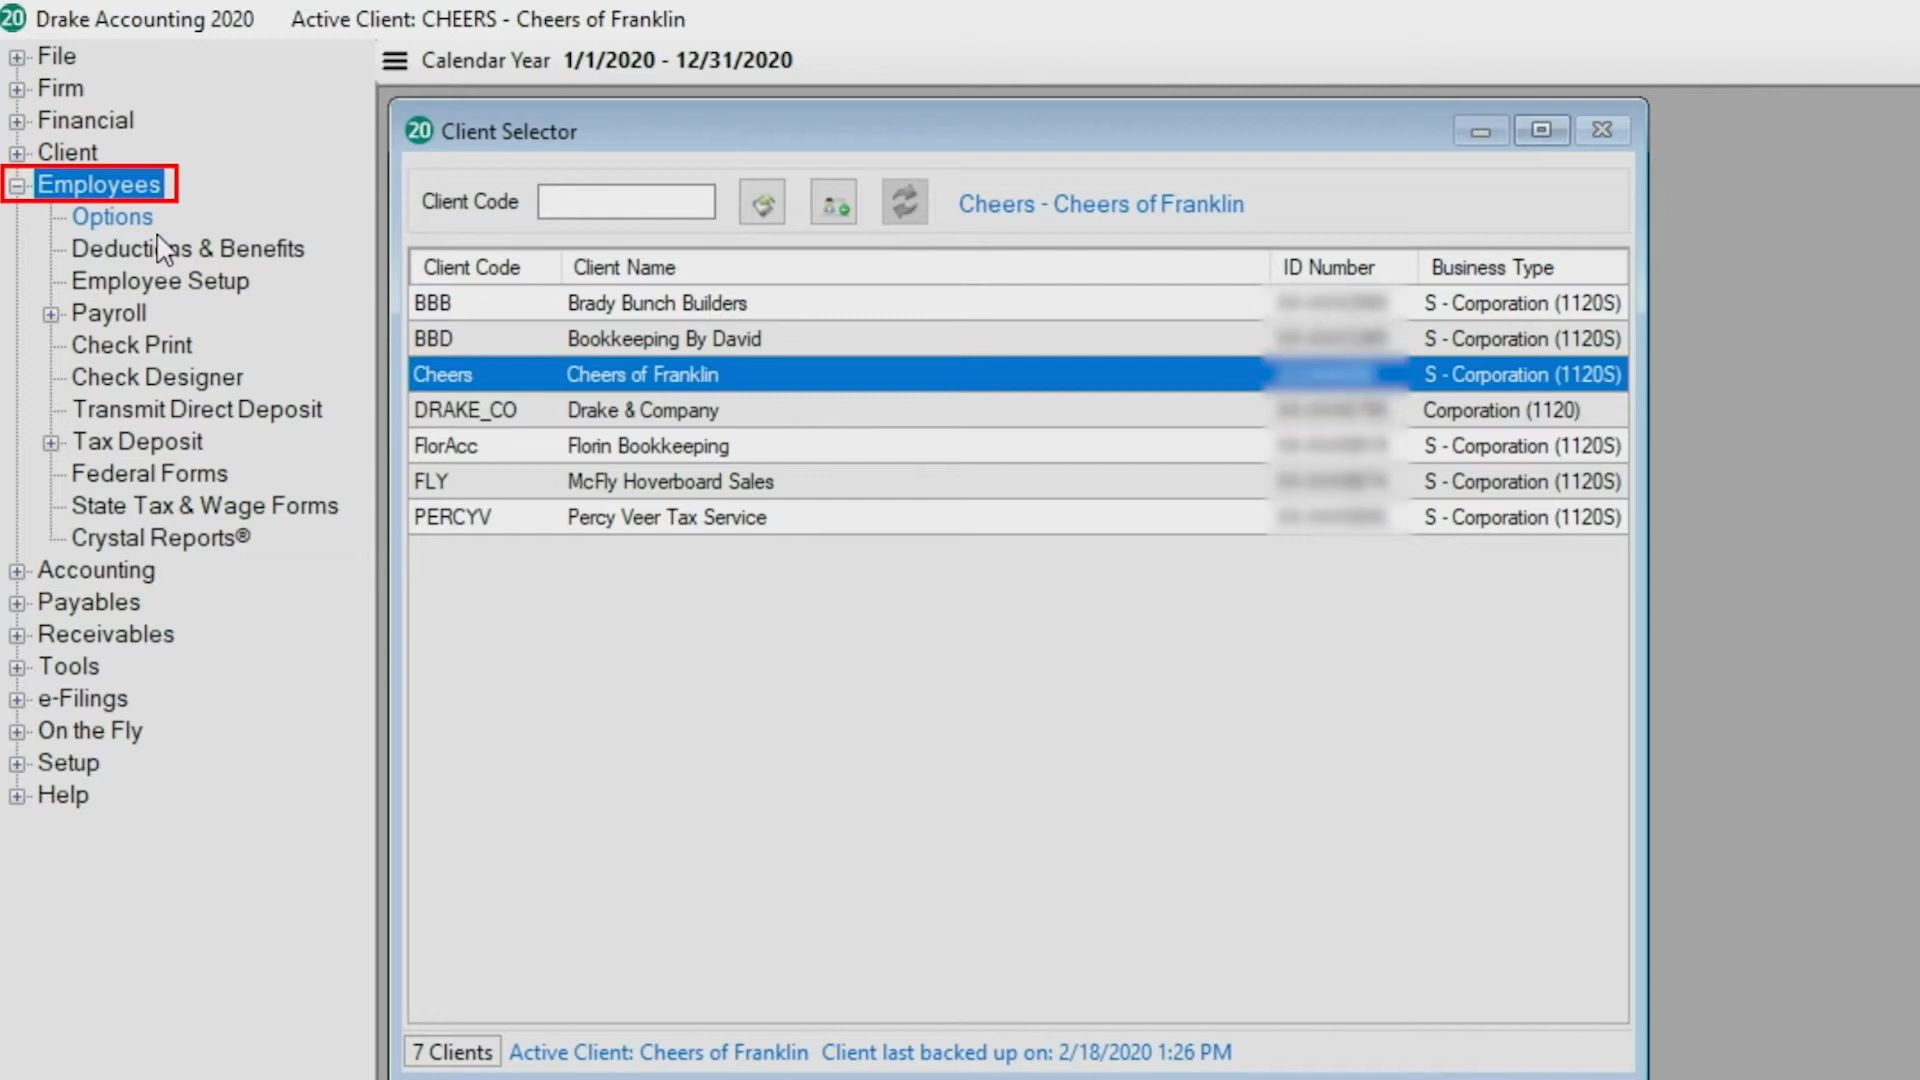 20 Drake Accounting 2020 Active Client: CHEERS - Cheers of Franklin
File
Firm
Financial
Client
Employees
Options
Deductions & Benefits
Employee Setup
Payroll
Check Print
Check Designer
Transmit Direct Deposit
Tax Deposit
Federal Forms
State Tax & Wage Forms
Crystal Reports®
Accounting
Payables
Receivables
Tools
e-Filings
On the Fly
Setup
Help
Calendar Year 1/1/2020 - 12/31/2020
20 Client Selector
Client Code Cheers - Cheers of Franklin
Client Code Client Name ID Number Business Type
BBB Brady Bunch Builders S - Corporation (1120S)
BBD Bookkeeping By David S - Corporation (1120S)
Cheers Cheers of Franklin S - Corporation (1120S)
DRAKE_CO Drake & Company Corporation (1120)
FlorAcc Florin Bookkeeping S - Corporation (1120S)
FLY McFly Hoverboard Sales S - Corporation (1120S)
PERCYV Percy Veer Tax Service S - Corporation (1120S)
7 Clients Active Client: Cheers of Franklin Client last backed up on: 2/18/2020 1:26 PM